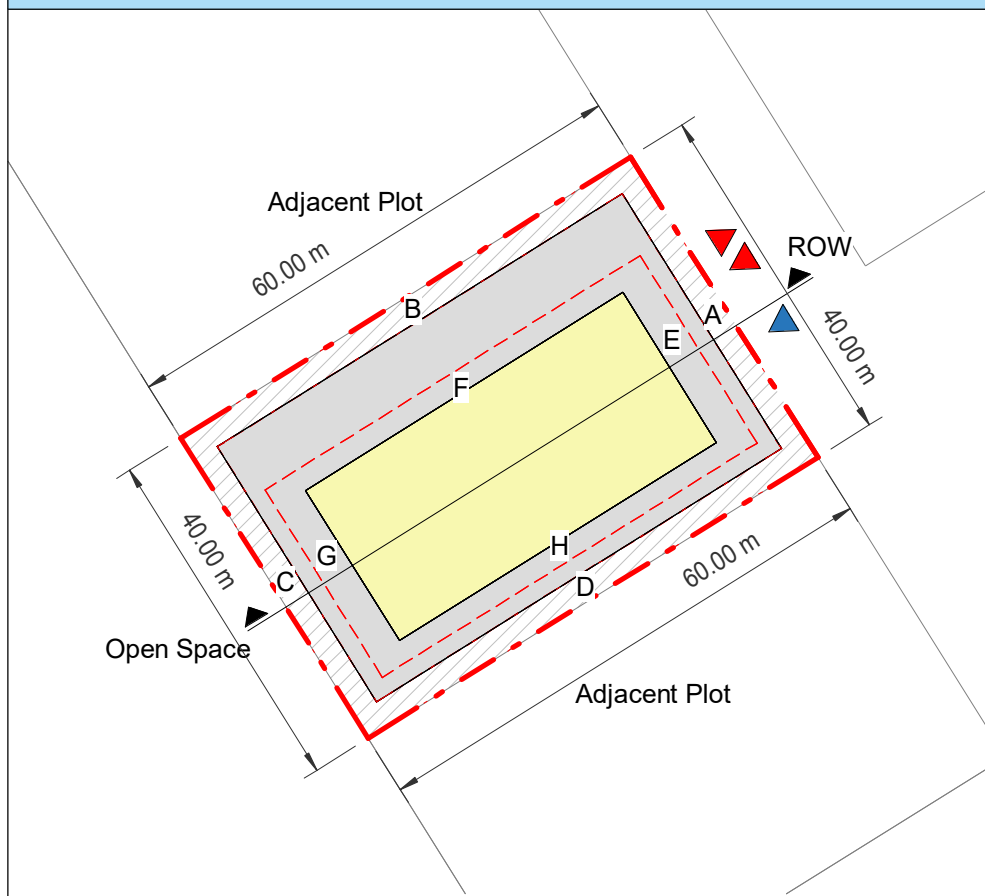 Adjacent Plot
60.00 m
ROW
B
A
40.00 m
E
F
40.00 m
G
H
C
D
60.00 m
Open Space
Adjacent Plot